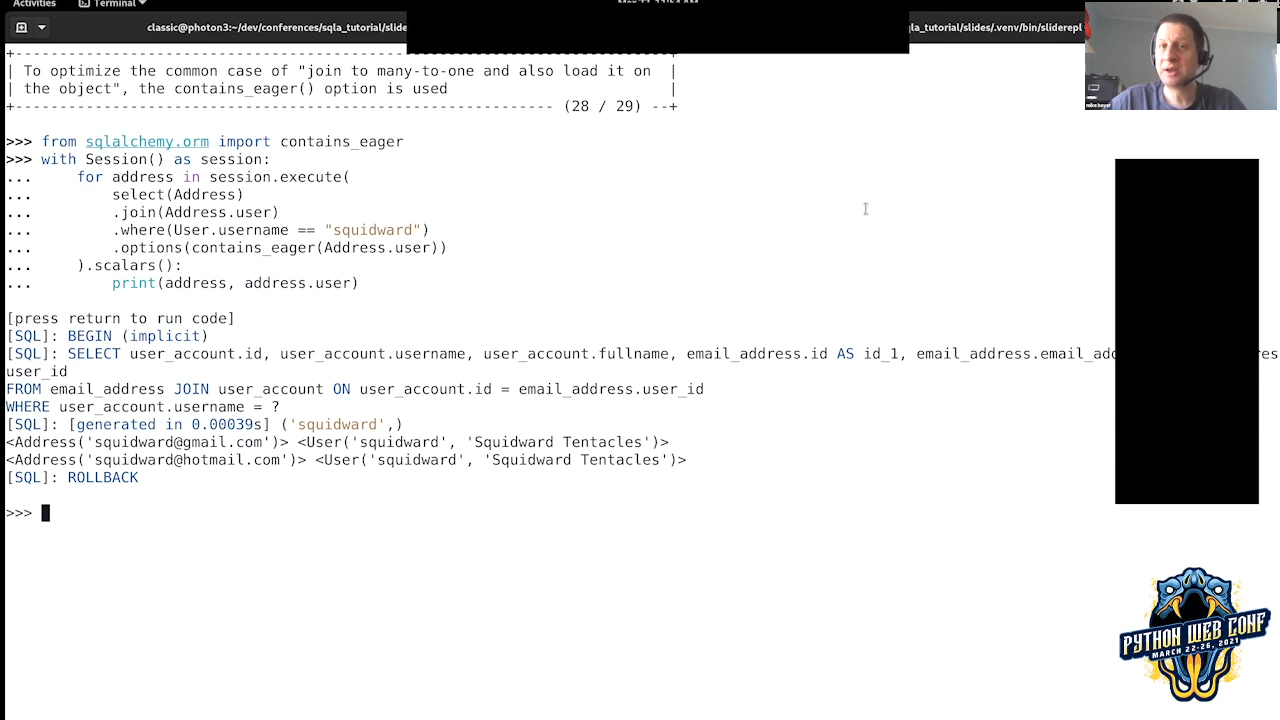 Activities
Terminal
classic@photon3:~/dev/conferences/sqla_tutorial/slide
la_tutorial/slides/.venv/bin/sliderepl
mike bayer
+---------------------------------------------------------------------------+
| To optimize the common case of "join to many-to-one and also load it on |
| the object", the contains_eager() option is used |
+------------------------------------------------------------- (28 / 29) --+
>>> from sqlalchemy.orm import contains_eager
>>> with Session() as session:
... for address in session.execute(
... select(Address)
... .join(Address.user)
... .where(User.username == "squidward")
... .options(contains_eager(Address.user))
... ).scalars():
... print(address, address.user)
[press return to run code]
[SQL]: BEGIN (implicit)
[SQL]: SELECT user_account.id, user_account.username, user_account.fullname, email_address.id AS id_1, email_address.email_add
user_id
FROM email_address JOIN user_account ON user_account.id = email_address.user_id
WHERE user_account.username = ?
[SQL]: [generated in 0.00039s] ('squidward',)
<Address('squidward@gmail.com')> <User('squidward', 'Squidward Tentacles')>
<Address('squidward@hotmail.com')> <User('squidward', 'Squidward Tentacles')>
[SQL]: ROLLBACK
>>>
PYTHON WEB CONF
MARCH 22-26, 2021